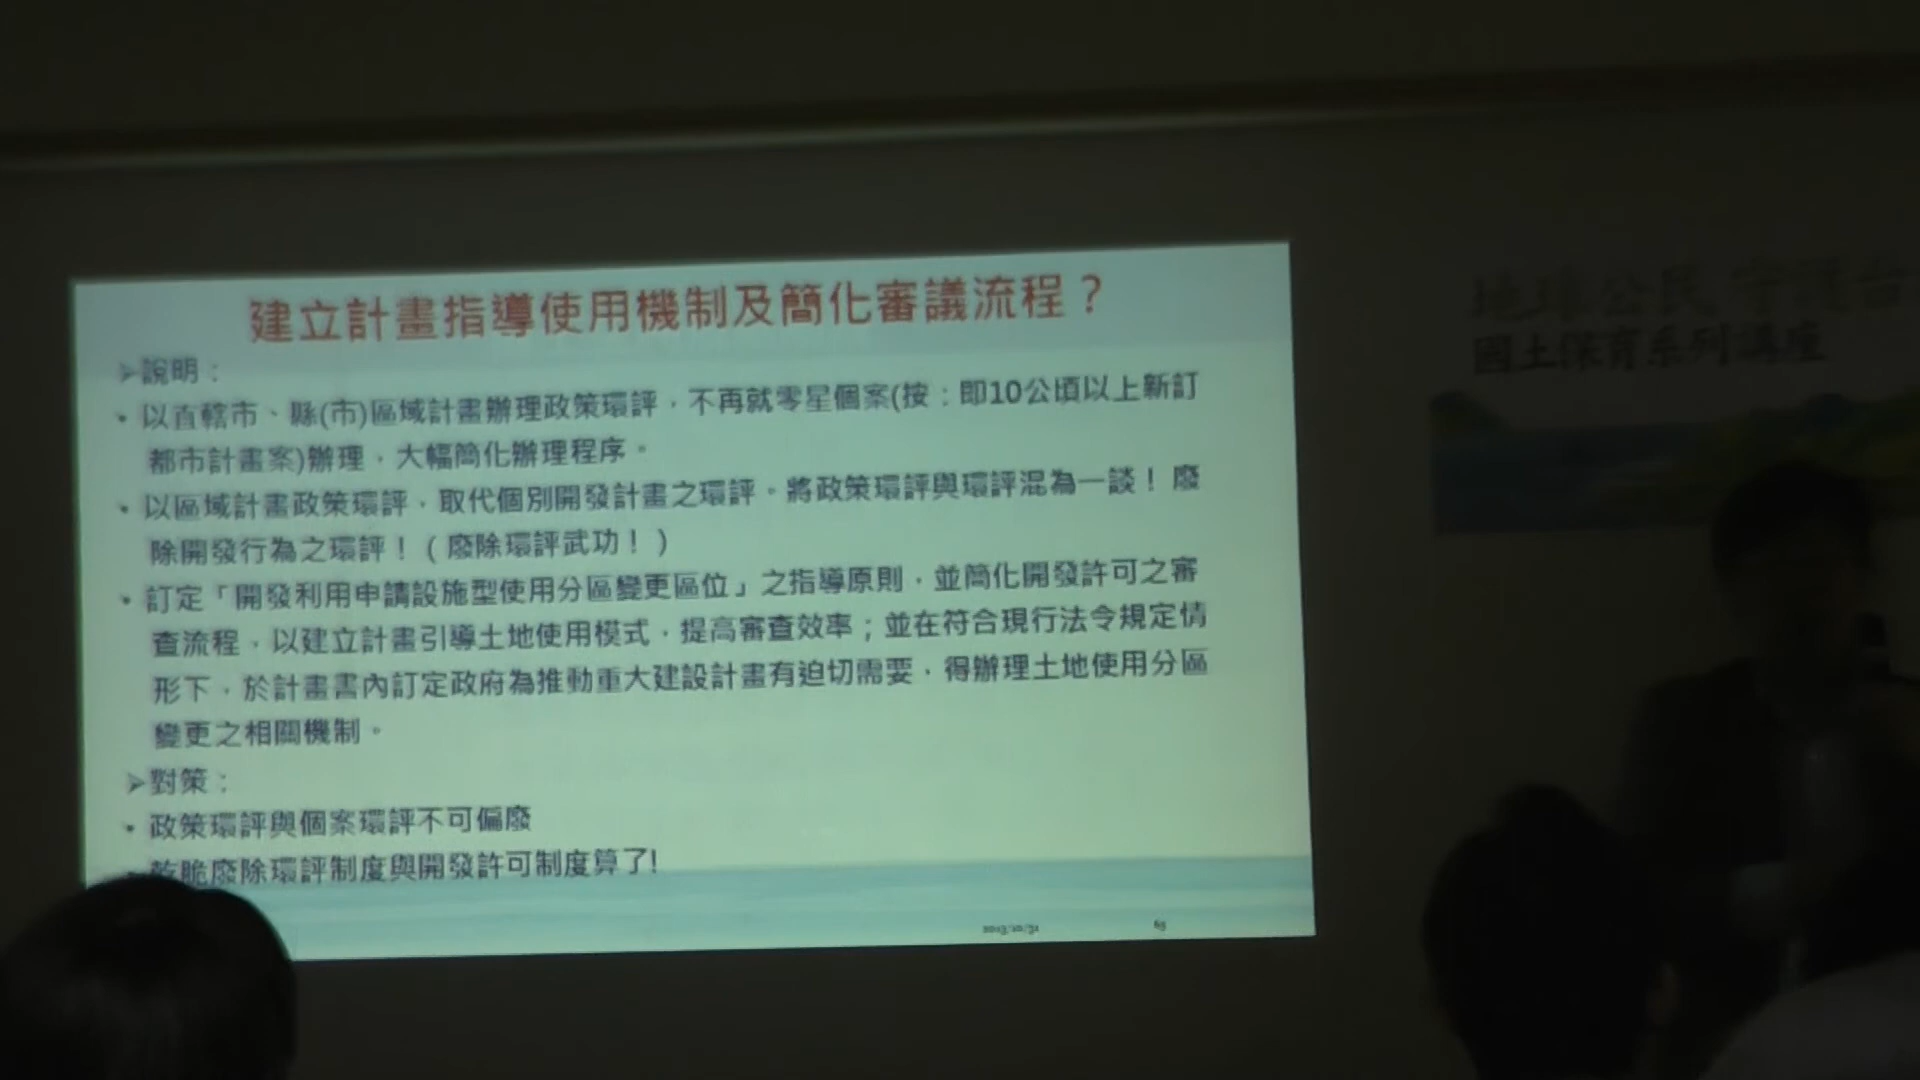 建立計畫指導使用機制及簡化審議流程？
➢說明：
• 以直轄市、縣(市)區域計畫辦理政策環評，不再就零星個案(按：即10公頃以上新訂
都市計畫案)辦理，大幅簡化辦理程序。
• 以區域計畫政策環評，取代個別開發計畫之環評。將政策環評與環評混為一談！廢
除開發行為之環評！（廢除環評武功！）
• 訂定「開發利用申請設施型使用分區變更區位」之指導原則，並簡化開發許可之審
查流程，以建立計畫引導土地使用模式，提高審查效率；並在符合現行法令規定情
形下，於計畫書內訂定政府為推動重大建設計畫有迫切需要，得辦理土地使用分區
變更之相關機制。
➢對策：
• 政策環評與個案環評不可偏廢
乾脆廢除環評制度與開發許可制度算了!
地球公民 守護台
國土保育系列講座